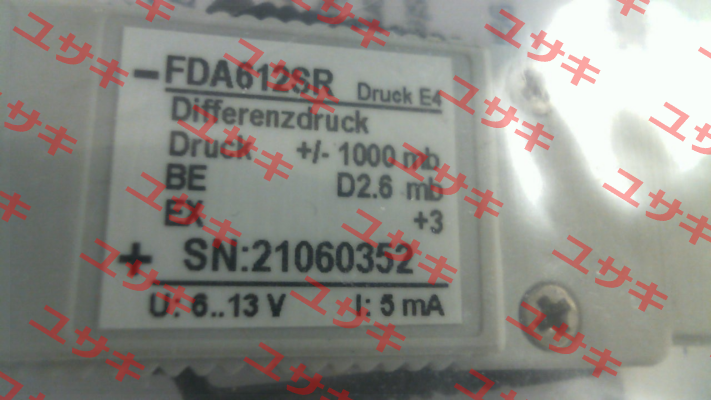 - FDA612SR Druck E4
Differenzdruck
Druck +/- 1000 mb
BE D2.6 mb
EX +3
+ SN:21060352
U: 6..13 V I: 5 mA
ユサキ